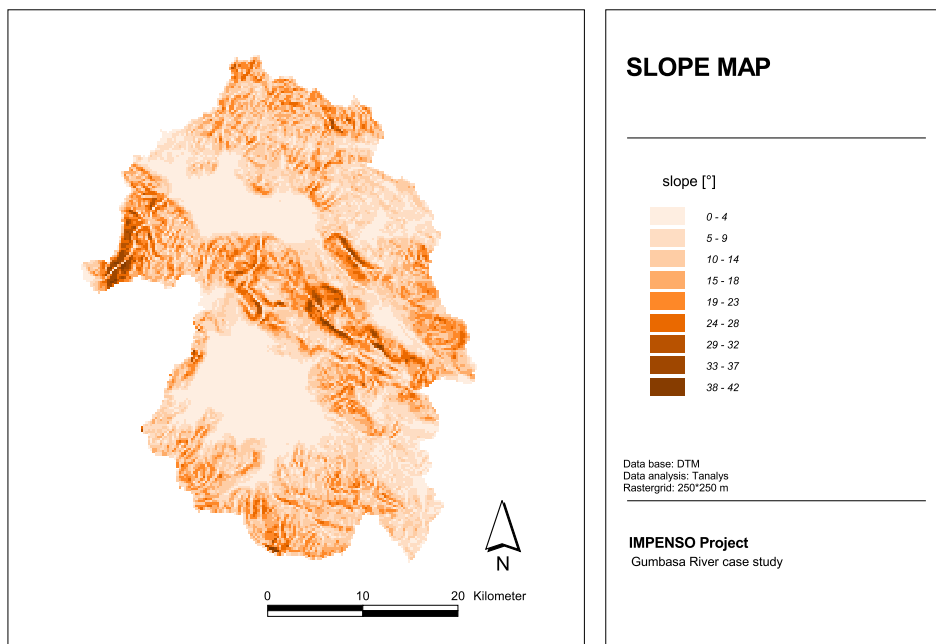 SLOPE MAP
slope [°]
0 - 4
5 - 9
10 - 14
15 - 18
19 - 23
24 - 28
29 - 32
33 - 37
38 - 42
Data base: DTM
Data analysis: Tanalys
Rastergrid: 250*250 m
IMPENSO Project
Gumbasa River case study
N
0 10 20 Kilometer